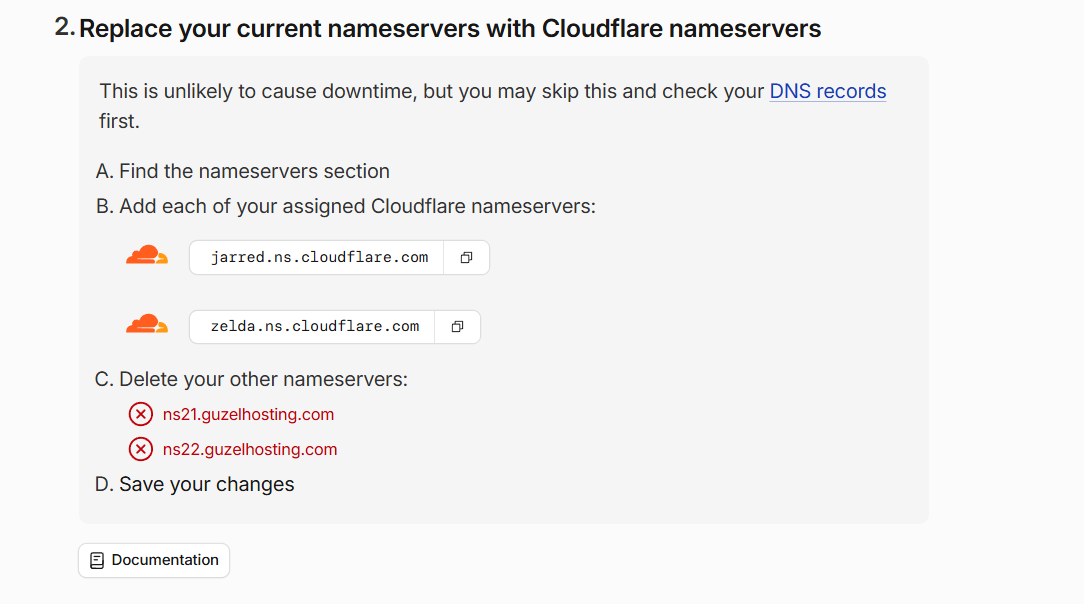 2. Replace your current nameservers with Cloudflare nameservers
This is unlikely to cause downtime, but you may skip this and check your DNS records
first.
A. Find the nameservers section
B. Add each of your assigned Cloudflare nameservers:
jarred.ns.cloudflare.com
zelda.ns.cloudflare.com
C. Delete your other nameservers:
ns21.guzelhosting.com
ns22.guzelhosting.com
D. Save your changes
Documentation